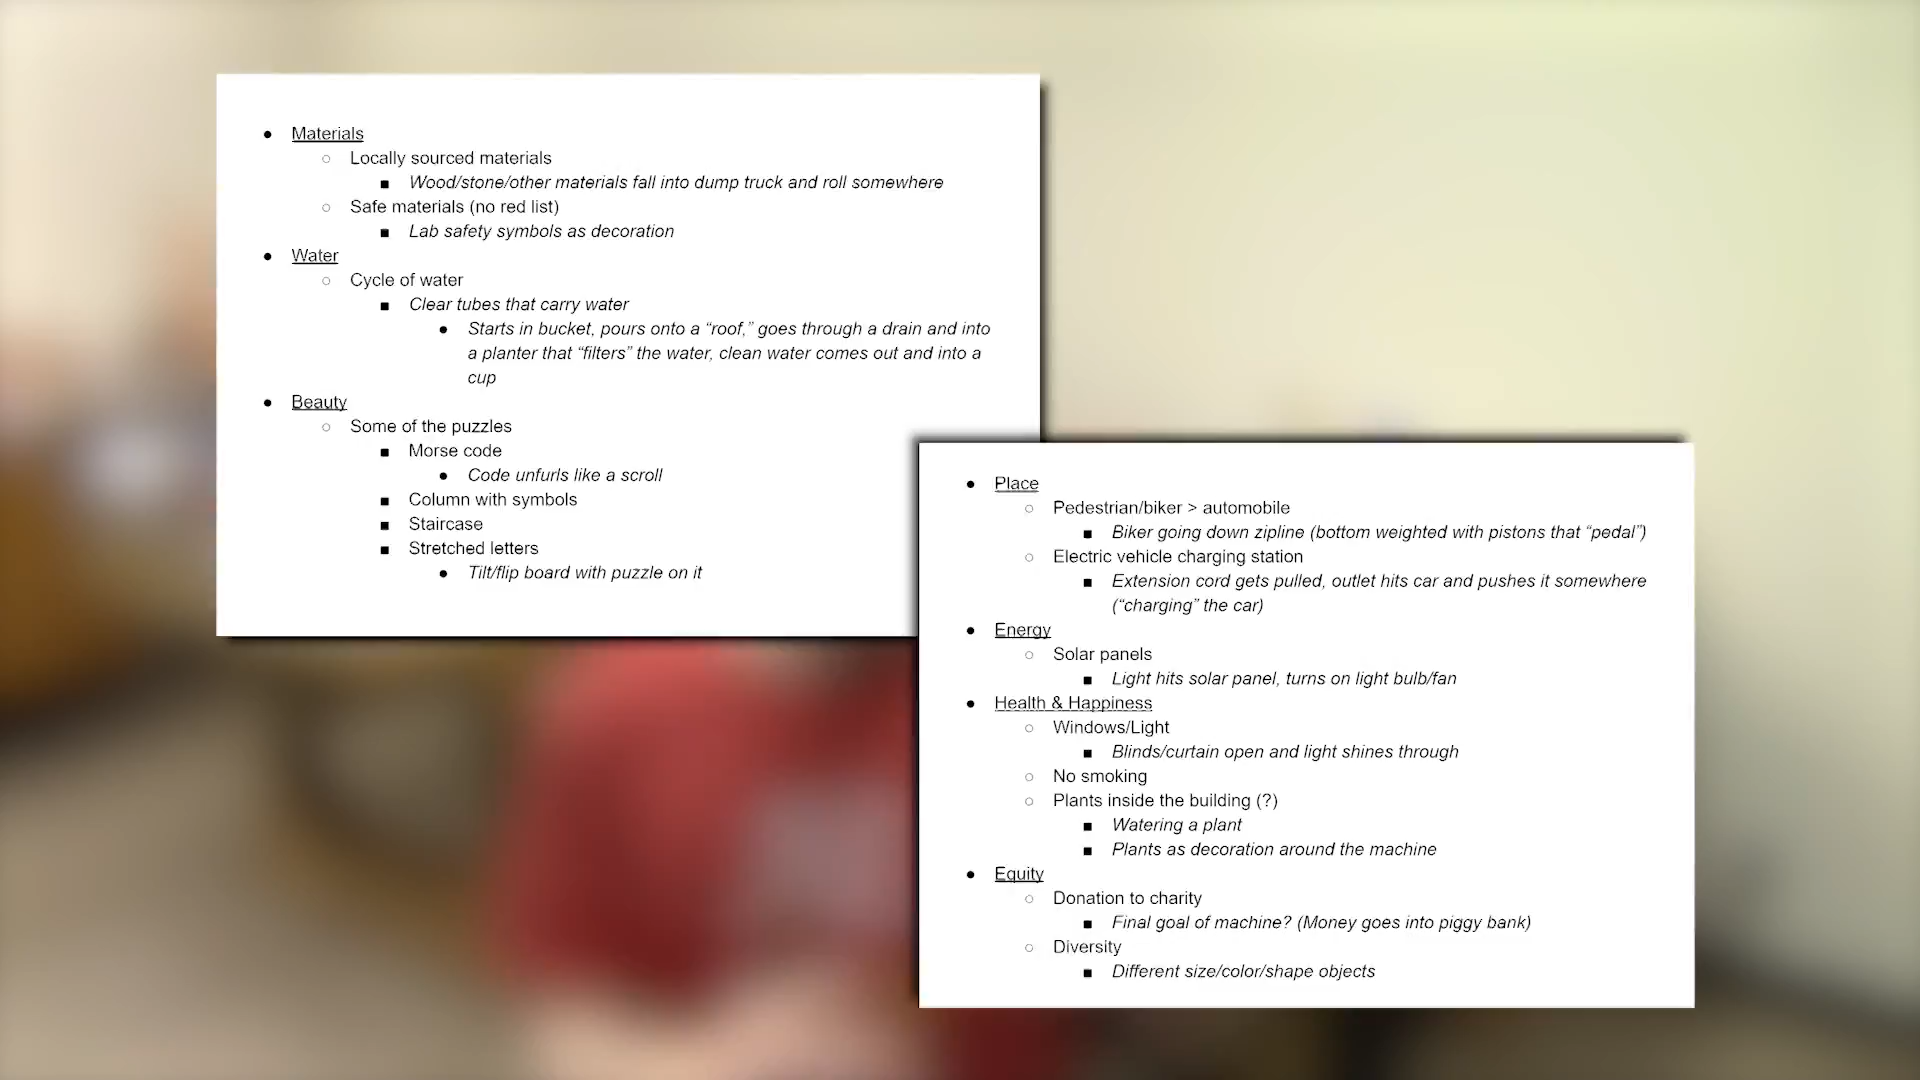 Materials
Locally sourced materials
Wood/stone/other materials fall into dump truck and roll somewhere
Safe materials (no red list)
Lab safety symbols as decoration
Water
Cycle of water
Clear tubes that carry water
Starts in bucket, pours onto a “roof,” goes through a drain and into
a planter that “filters” the water, clean water comes out and into a
cup
Beauty
Some of the puzzles
Morse code
Code unfurls like a scroll
Column with symbols
Staircase
Stretched letters
Tilt/flip board with puzzle on it
Place
Pedestrian/biker > automobile
Biker going down zipline (bottom weighted with pistons that “pedal”)
Electric vehicle charging station
Extension cord gets pulled, outlet hits car and pushes it somewhere
(“charging” the car)
Energy
Solar panels
Light hits solar panel, turns on light bulb/fan
Health & Happiness
Windows/Light
Blinds/curtain open and light shines through
No smoking
Plants inside the building (?)
Watering a plant
Plants as decoration around the machine
Equity
Donation to charity
Final goal of machine? (Money goes into piggy bank)
Diversity
Different size/color/shape objects